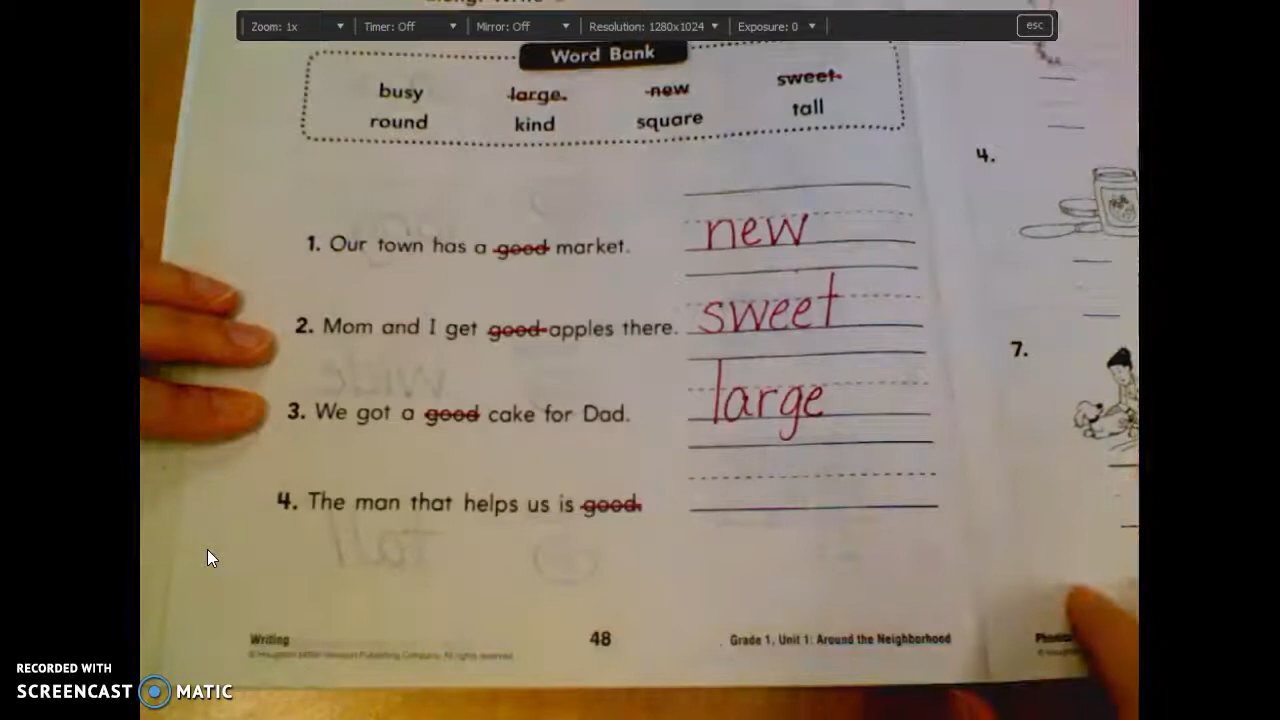 Zoom: 1x Timer: Off Mirror: Off Resolution: 1280x1024 Exposure: 0 esc
Word Bank
busy large new sweet
round kind square tall
1. Our town has a good market. new
2. Mom and I get good apples there. sweet
3. We got a good cake for Dad. large
4. The man that helps us is good.
4.
7.
Writing 48 Grade 1, Unit 1: Around the Neighborhood
RECORDED WITH
SCREENCAST MATIC